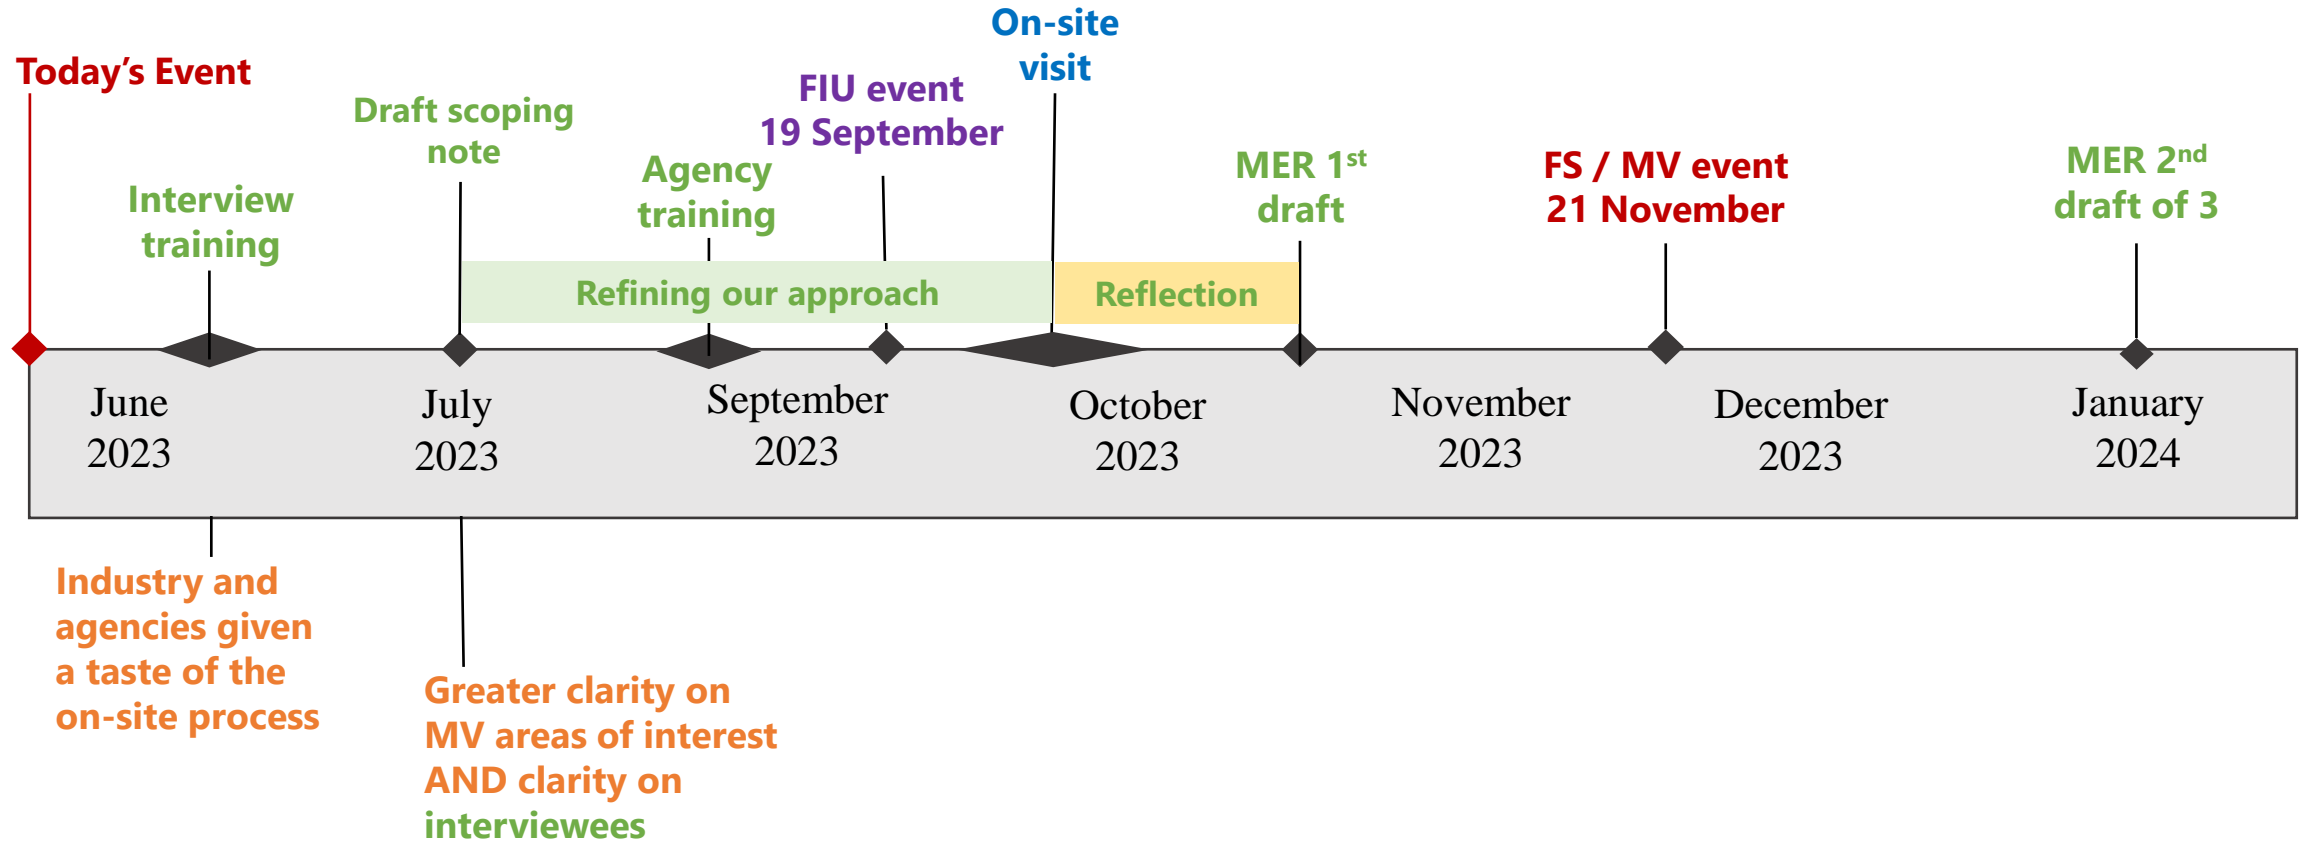 Today's Event
Interview
training
Draft scoping
note
Agency
training
FIU event
19 September
On-site
visit
MER 1st
draft
FS / MV event
21 November
MER 2nd
draft of 3
Refining our approach
Reflection
June
2023
July
2023
September
2023
October
2023
November
2023
December
2023
January
2024
Industry and
agencies given
a taste of the
on-site process
Greater clarity on
MV areas of interest
AND clarity on
interviewees